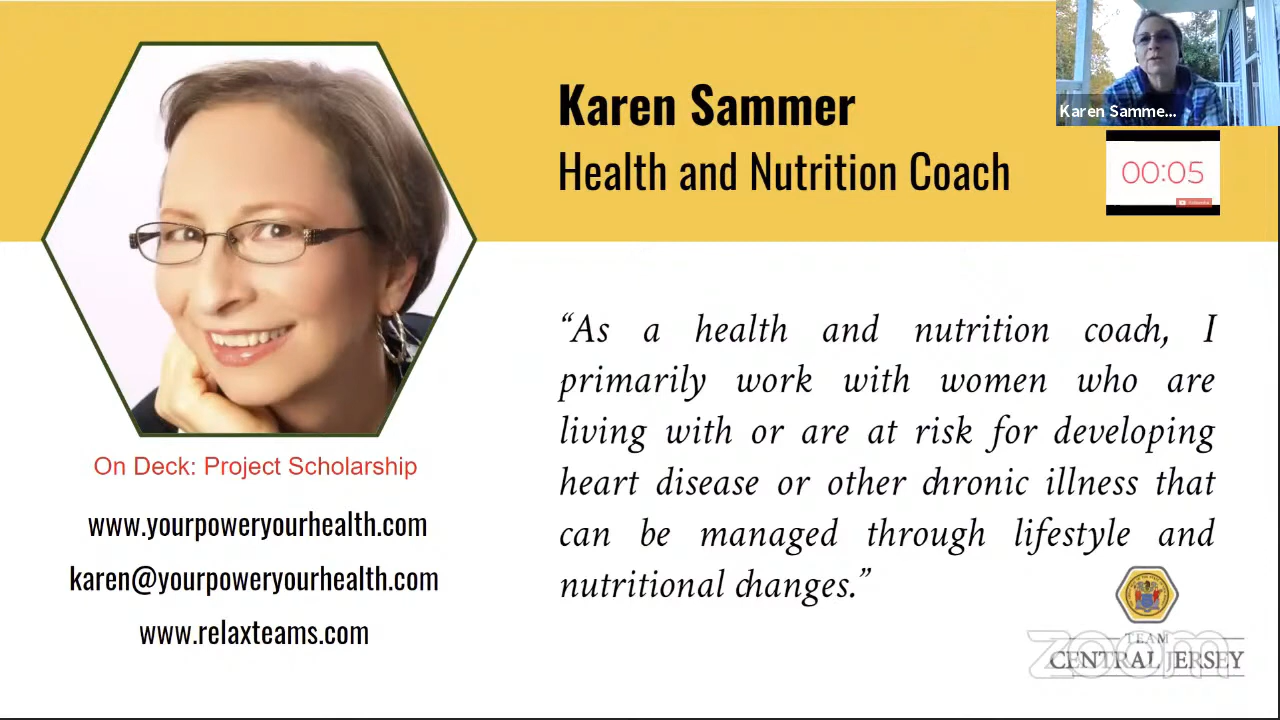 Karen Sammer
Health and Nutrition Coach
Karen Samme...
00:05
“As a health and nutrition coach, I
primarily work with women who are
living with or are at risk for developing
heart disease or other chronic illness that
can be managed through lifestyle and
nutritional changes.”
On Deck: Project Scholarship
www.yourpoweryourhealth.com
karen@yourpoweryourhealth.com
www.relaxteams.com
zoom
TEAM
CENTRAL JERSEY